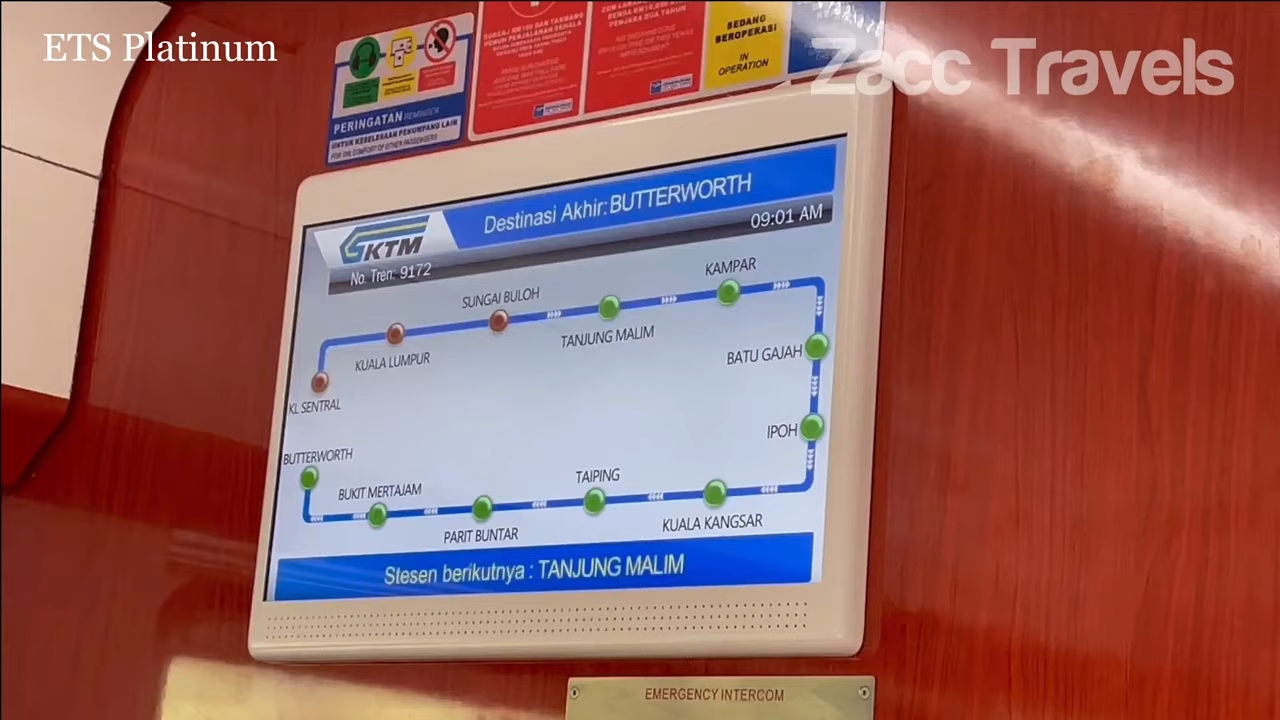 ETS Platinum
Zacc Travels
PERINGATAN REMINDER
UNTUK KESELESAAN PENUMPANG LAIN
FOR THE COMFORT OF OTHER PASSENGERS
SEDANG
BEROPERASI
IN
OPERATION
KTM
Destinasi Akhir: BUTTERWORTH
No. Tren: 9172
09:01 AM
KAMPAR
SUNGAI BULOH
TANJUNG MALIM
KUALA LUMPUR
BATU GAJAH
KL SENTRAL
IPOH
BUTTERWORTH
TAIPING
BUKIT MERTAJAM
KUALA KANGSAR
PARIT BUNTAR
Stesen berikutnya : TANJUNG MALIM
EMERGENCY INTERCOM